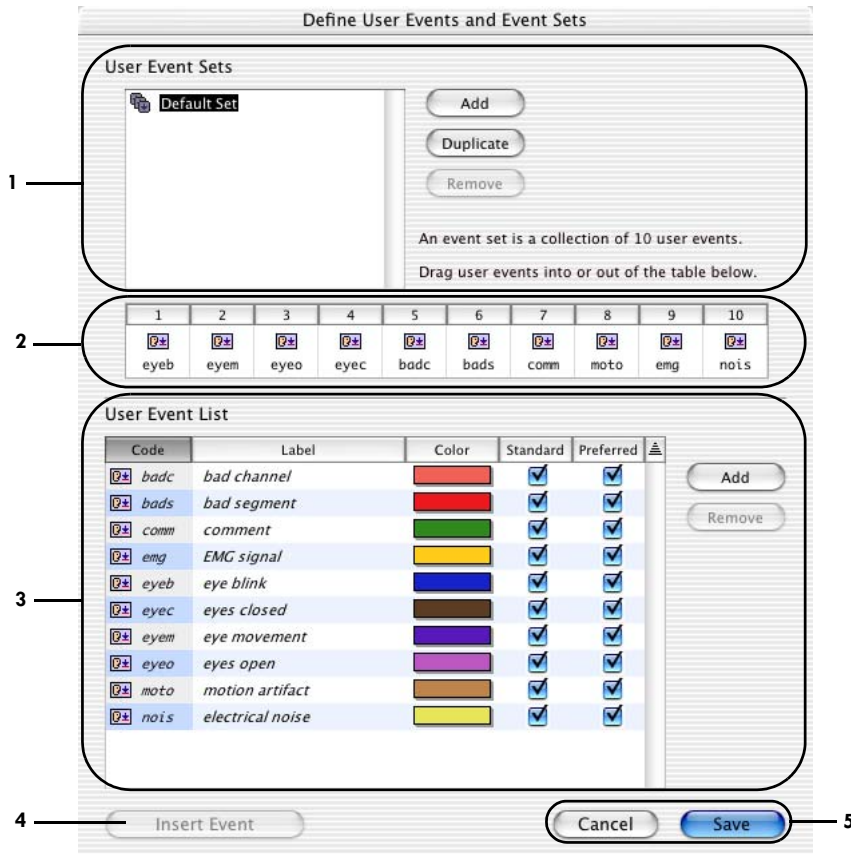 Define User Events and Event Sets
User Event Sets
Default Set
Add
Duplicate
Remove
1
An event set is a collection of 10 user events.
Drag user events into or out of the table below.
1 2 3 4 5 6 7 8 9 10
2
eyeb eyem eyeo eyec badc bads comm moto emg nois
User Event List
Code Label Color Standard Preferred
badc bad channel
Add
bads bad segment
Remove
comm comment
emg EMG signal
eyeb eye blink
3
eyec eyes closed
eyem eye movement
eyeo eyes open
moto motion artifact
nois electrical noise
4 Insert Event Cancel Save 5